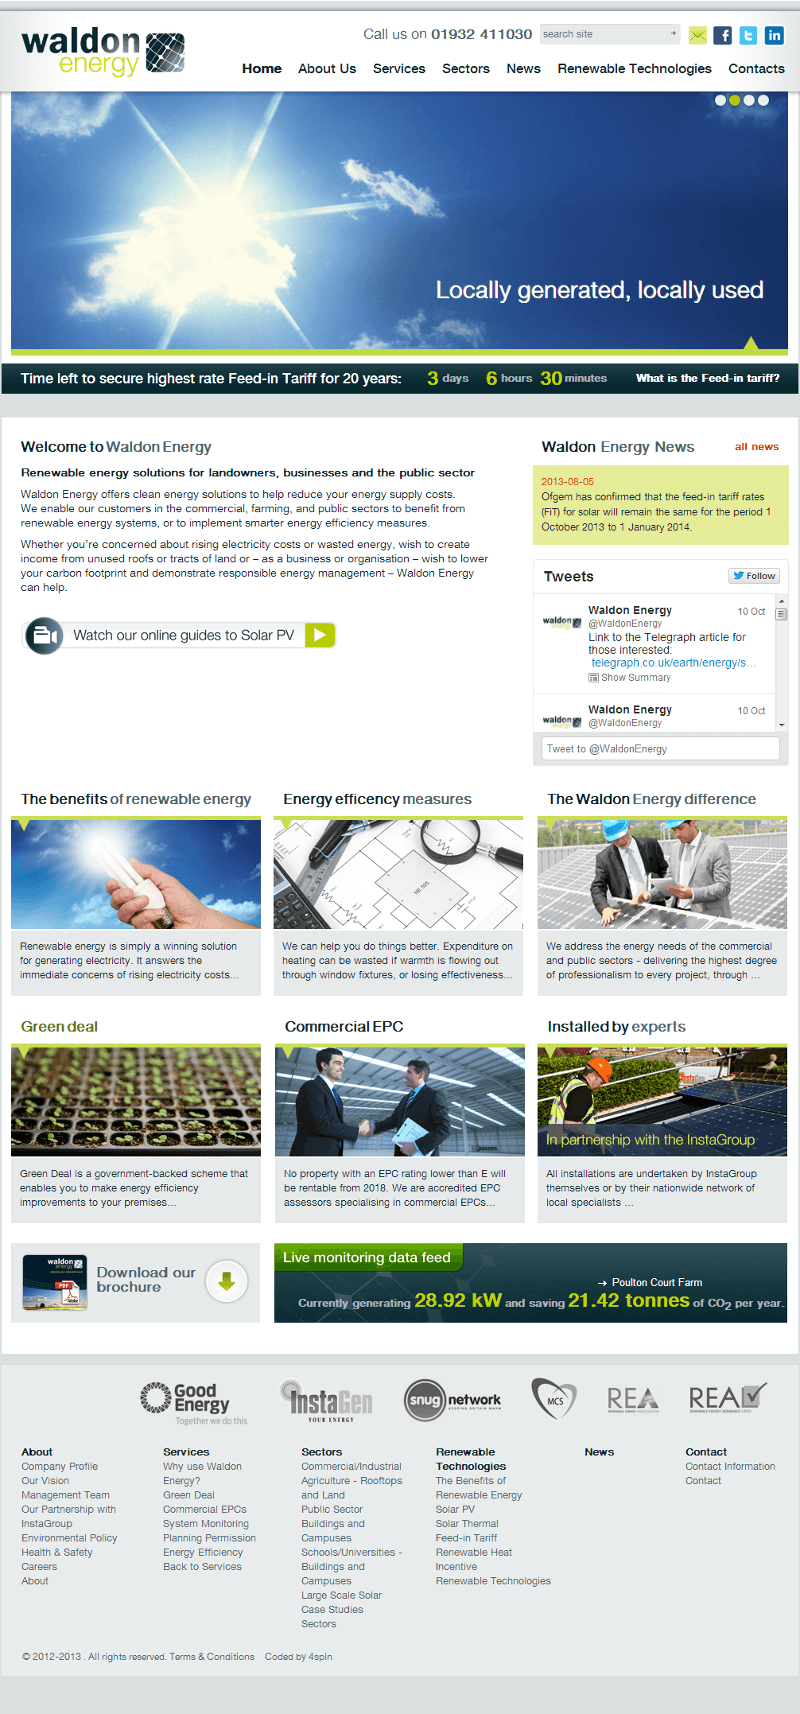 waldon
energy
Call us on 01932 411030
search site
Home About Us Services Sectors News Renewable Technologies Contacts
Locally generated, locally used
Time left to secure highest rate Feed-in Tariff for 20 years: 3 days 6 hours 30 minutes What is the Feed-in tariff?
Welcome to Waldon Energy
Renewable energy solutions for landowners, businesses and the public sector
Waldon Energy offers clean energy solutions to help reduce your energy supply costs.
We enable our customers in the commercial, farming, and public sectors to benefit from
renewable energy systems, or to implement smarter energy efficiency measures.
Whether you're concerned about rising electricity costs or wasted energy, wish to create
income from unused roofs or tracts of land or – as a business or organisation – wish to lower
your carbon footprint and demonstrate responsible energy management – Waldon Energy
can help.
Watch our online guides to Solar PV
Waldon Energy News all news
2013-08-05
Ofgem has confirmed that the feed-in tariff rates
(FiT) for solar will remain the same for the period 1
October 2013 to 1 January 2014.
Tweets Follow
Waldon Energy 10 Oct
@WaldonEnergy
Link to the Telegraph article for
those interested:
telegraph.co.uk/earth/energy/s...
Show Summary
Waldon Energy 10 Oct
@WaldonEnergy
Tweet to @WaldonEnergy
The benefits of renewable energy
Renewable energy is simply a winning solution
for generating electricity. It answers the
immediate concerns of rising electricity costs...
Energy efficency measures
We can help you do things better. Expenditure on
heating can be wasted if warmth is flowing out
through window fixtures, or losing effectiveness...
The Waldon Energy difference
We address the energy needs of the commercial
and public sectors - delivering the highest degree
of professionalism to every project, through ...
Green deal
Green Deal is a government-backed scheme that
enables you to make energy efficiency
improvements to your premises...
Commercial EPC
No property with an EPC rating lower than E will
be rentable from 2018. We are accredited EPC
assessors specialising in commercial EPCs...
Installed by experts
In partnership with the InstaGroup
All installations are undertaken by InstaGroup
themselves or by their nationwide network of
local specialists ...
waldon
energy
PDF
Adobe
Download our
brochure
Live monitoring data feed
Poulton Court Farm
Currently generating 28.92 kW and saving 21.42 tonnes of CO2 per year.
Good
Energy
Together we do this
InstaGen
YOUR ENERGY
snug network
KEEPING BRITAIN WARM
MCS
REA
REAL
About
Company Profile
Our Vision
Management Team
Our Partnership with
InstaGroup
Environmental Policy
Health & Safety
Careers
About
Services
Why use Waldon
Energy?
Green Deal
Commercial EPCs
System Monitoring
Planning Permission
Energy Efficiency
Back to Services
Sectors
Commercial/Industrial
Agriculture - Rooftops
and Land
Public Sector
Buildings and
Campuses
Schools/Universities -
Buildings and
Campuses
Large Scale Solar
Case Studies
Sectors
Renewable
Technologies
The Benefits of
Renewable Energy
Solar PV
Solar Thermal
Feed-in Tariff
Renewable Heat
Incentive
Renewable Technologies
News
Contact
Contact Information
Contact
© 2012-2013 . All rights reserved. Terms & Conditions Coded by 4spin